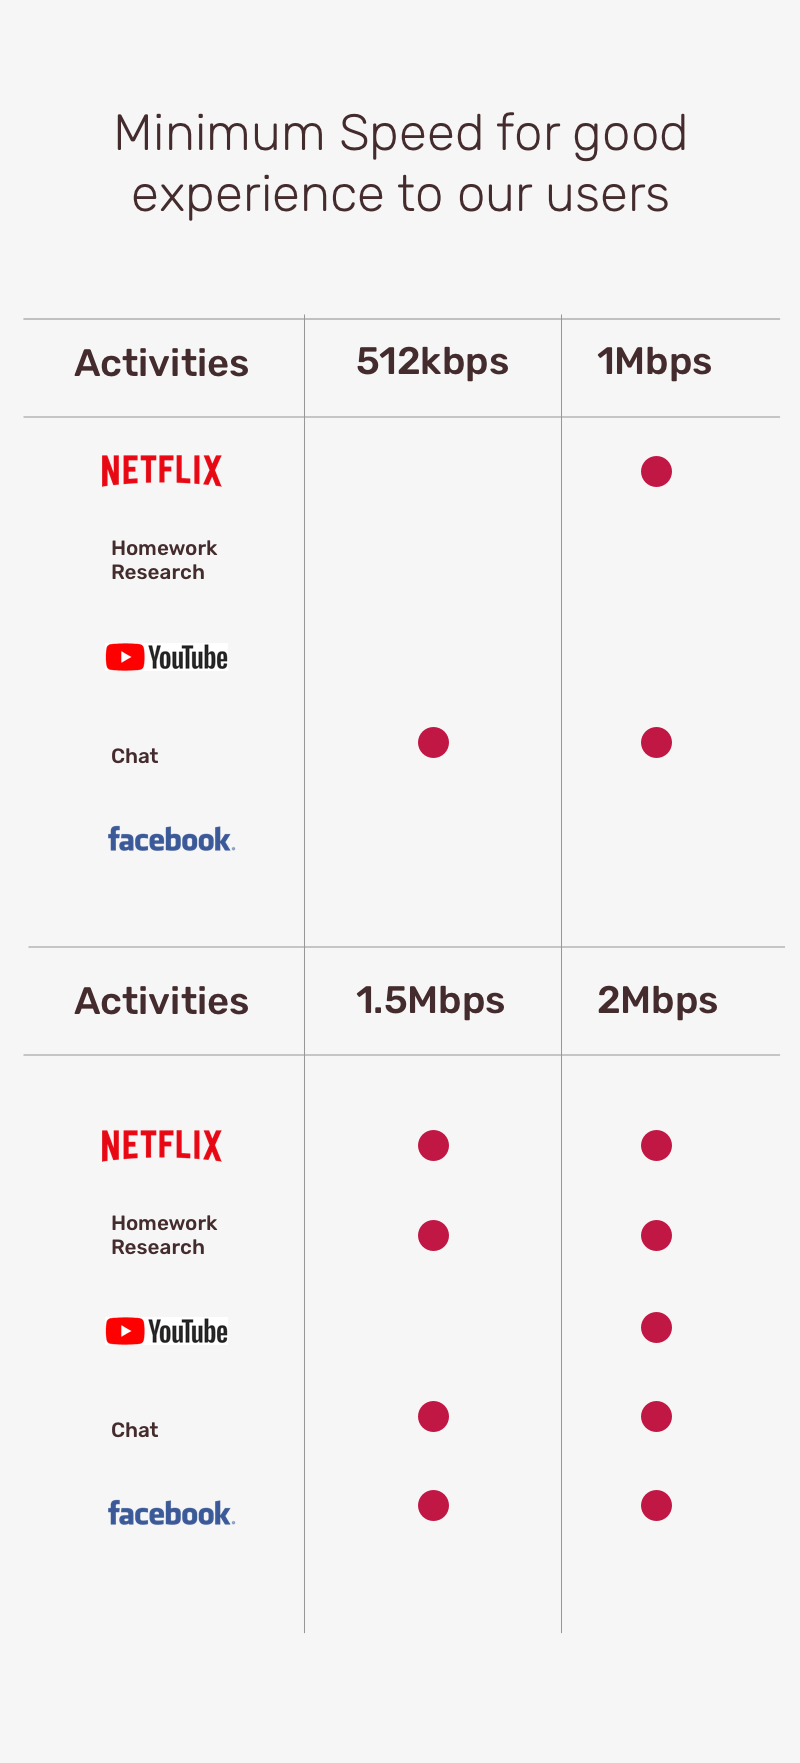 Minimum Speed for good
experience to our users
Activities 512kbps 1Mbps
NETFLIX
Homework
Research
YouTube
Chat
facebook.
Activities 1.5Mbps 2Mbps
NETFLIX
Homework
Research
YouTube
Chat
facebook.